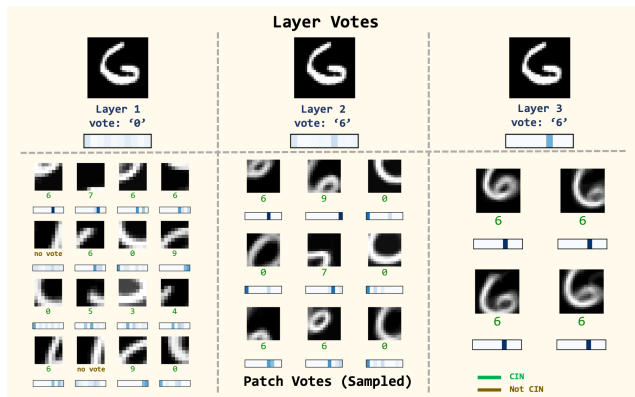 Layer Votes
Layer 1
vote: ‘0’
Layer 2
vote: ‘6’
Layer 3
vote: ‘6’
6 7 6 6
no vote 6 0 9
0 5 3 4
6 no vote 9 0
6 9 0
0 7 0
6 6 0
6 6
6 6
Patch Votes (Sampled)
CIN
Not CIN